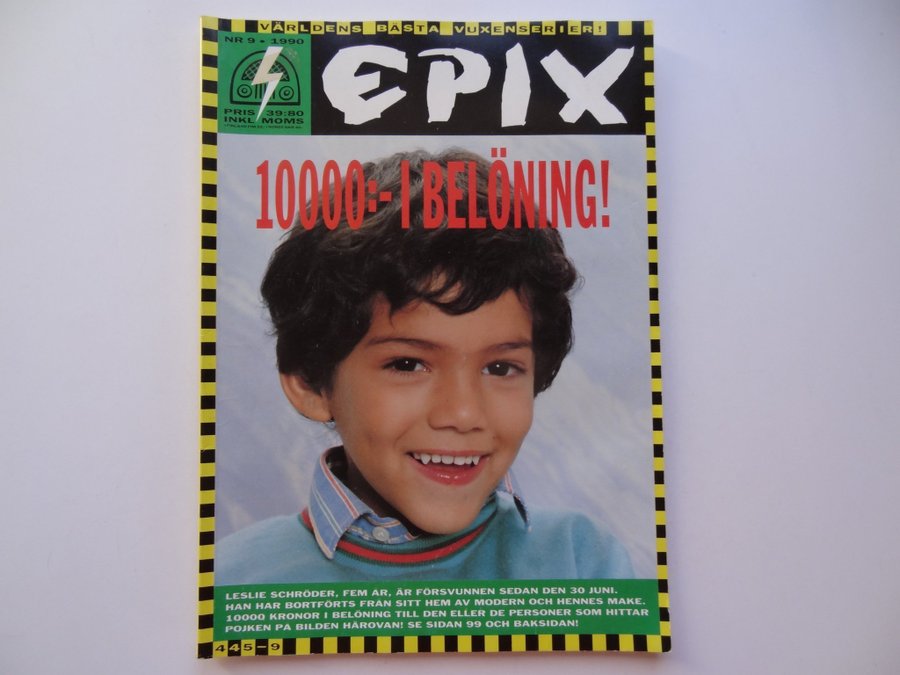 VÄRLDENS BÄSTA VUXENSERIER!
NR 9 • 1990
EPIX
PRIS 39:80
INKL MOMS
10000:- I BELÖNING!
LESLIE SCHRÖDER, FEM ÅR, ÄR FÖRSVUNNEN SEDAN DEN 30 JUNI.
HAN HAR BORTFÖRTS FRÅN SITT HEM AV MODERN OCH HENNES MAKE.
10000 KRONOR I BELÖNING TILL DEN ELLER DE PERSONER SOM HITTAR
POJKEN PÅ BILDEN HÄROVAN! SE SIDAN 99 OCH BAKSIDAN!
445-9